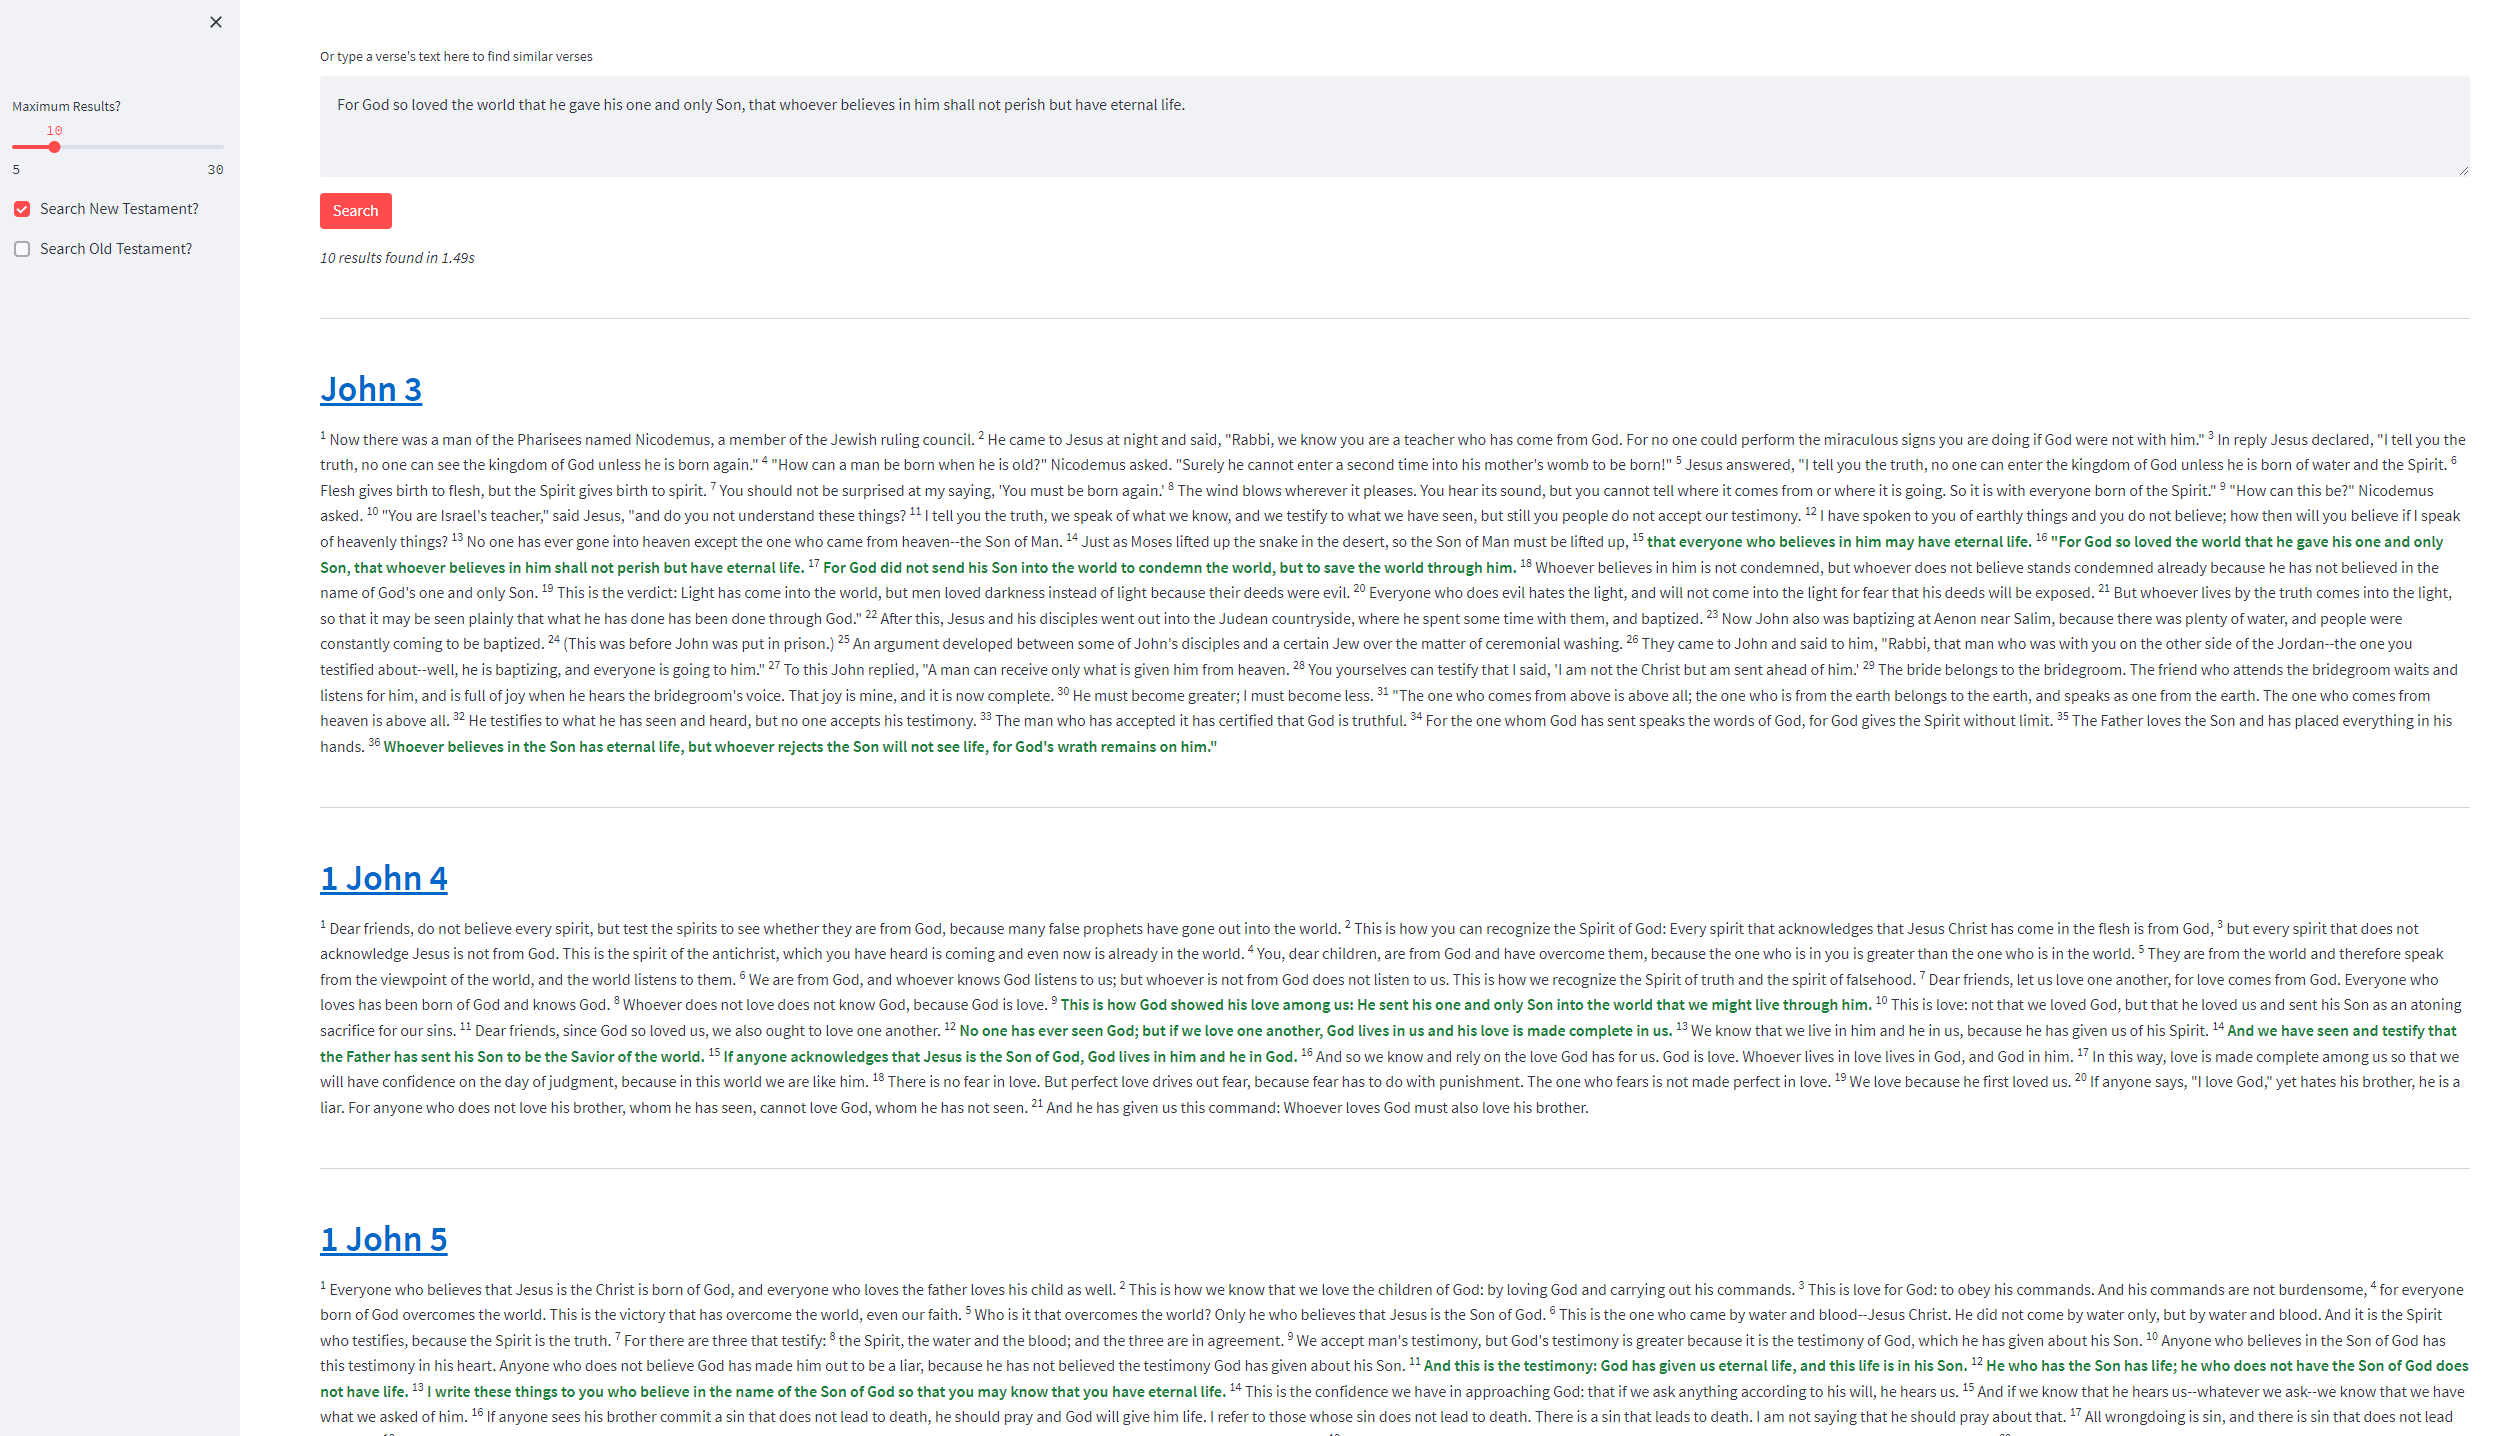 Maximum Results?
10
5 30
Search New Testament?
Search Old Testament?
Or type a verse's text here to find similar verses
For God so loved the world that he gave his one and only Son, that whoever believes in him shall not perish but have eternal life.
Search
10 results found in 1.49s
John 3
1 Now there was a man of the Pharisees named Nicodemus, a member of the Jewish ruling council. 2 He came to Jesus at night and said, "Rabbi, we know you are a teacher who has come from God. For no one could perform the miraculous signs you are doing if God were not with him." 3 In reply Jesus declared, "I tell you the
truth, no one can see the kingdom of God unless he is born again." 4 "How can a man be born when he is old?" Nicodemus asked. "Surely he cannot enter a second time into his mother's womb to be born!" 5 Jesus answered, "I tell you the truth, no one can enter the kingdom of God unless he is born of water and the Spirit. 6
Flesh gives birth to flesh, but the Spirit gives birth to spirit. 7 You should not be surprised at my saying, 'You must be born again.' 8 The wind blows wherever it pleases. You hear its sound, but you cannot tell where it comes from or where it is going. So it is with everyone born of the Spirit." 9 "How can this be?" Nicodemus
asked. 10 "You are Israel's teacher," said Jesus, "and do you not understand these things? 11 I tell you the truth, we speak of what we know, and we testify to what we have seen, but still you people do not accept our testimony. 12 I have spoken to you of earthly things and you do not believe; how then will you believe if I speak
of heavenly things? 13 No one has ever gone into heaven except the one who came from heaven--the Son of Man. 14 Just as Moses lifted up the snake in the desert, so the Son of Man must be lifted up, 15 that everyone who believes in him may have eternal life. 16 "For God so loved the world that he gave his one and only
Son, that whoever believes in him shall not perish but have eternal life. 17 For God did not send his Son into the world to condemn the world, but to save the world through him. 18 Whoever believes in him is not condemned, but whoever does not believe stands condemned already because he has not believed in the
name of God's one and only Son. 19 This is the verdict: Light has come into the world, but men loved darkness instead of light because their deeds were evil. 20 Everyone who does evil hates the light, and will not come into the light for fear that his deeds will be exposed. 21 But whoever lives by the truth comes into the light,
so that it may be seen plainly that what he has done has been done through God." 22 After this, Jesus and his disciples went out into the Judean countryside, where he spent some time with them, and baptized. 23 Now John also was baptizing at Aenon near Salim, because there was plenty of water, and people were
constantly coming to be baptized. 24 (This was before John was put in prison.) 25 An argument developed between some of John's disciples and a certain Jew over the matter of ceremonial washing. 26 They came to John and said to him, "Rabbi, that man who was with you on the other side of the Jordan--the one you
testified about--well, he is baptizing, and everyone is going to him." 27 To this John replied, "A man can receive only what is given him from heaven. 28 You yourselves can testify that I said, 'I am not the Christ but am sent ahead of him.' 29 The bride belongs to the bridegroom. The friend who attends the bridegroom waits and
listens for him, and is full of joy when he hears the bridegroom's voice. That joy is mine, and it is now complete. 30 He must become greater; I must become less. 31 "The one who comes from above is above all; the one who is from the earth belongs to the earth, and speaks as one from the earth. The one who comes from
heaven is above all. 32 He testifies to what he has seen and heard, but no one accepts his testimony. 33 The man who has accepted it has certified that God is truthful. 34 For the one whom God has sent speaks the words of God, for God gives the Spirit without limit. 35 The Father loves the Son and has placed everything in his
hands. 36 Whoever believes in the Son has eternal life, but whoever rejects the Son will not see life, for God's wrath remains on him."
1 John 4
1 Dear friends, do not believe every spirit, but test the spirits to see whether they are from God, because many false prophets have gone out into the world. 2 This is how you can recognize the Spirit of God: Every spirit that acknowledges that Jesus Christ has come in the flesh is from God, 3 but every spirit that does not
acknowledge Jesus is not from God. This is the spirit of the antichrist, which you have heard is coming and even now is already in the world. 4 You, dear children, are from God and have overcome them, because the one who is in you is greater than the one who is in the world. 5 They are from the world and therefore speak
from the viewpoint of the world, and the world listens to them. 6 We are from God, and whoever knows God listens to us; but whoever is not from God does not listen to us. This is how we recognize the Spirit of truth and the spirit of falsehood. 7 Dear friends, let us love one another, for love comes from God. Everyone who
loves has been born of God and knows God. 8 Whoever does not love does not know God, because God is love. 9 This is how God showed his love among us: He sent his one and only Son into the world that we might live through him. 10 This is love: not that we loved God, but that he loved us and sent his Son as an atoning
sacrifice for our sins. 11 Dear friends, since God so loved us, we also ought to love one another. 12 No one has ever seen God; but if we love one another, God lives in us and his love is made complete in us. 13 We know that we live in him and he in us, because he has given us of his Spirit. 14 And we have seen and testify that
the Father has sent his Son to be the Savior of the world. 15 If anyone acknowledges that Jesus is the Son of God, God lives in him and he in God. 16 And so we know and rely on the love God has for us. God is love. Whoever lives in love lives in God, and God in him. 17 In this way, love is made complete among us so that we
will have confidence on the day of judgment, because in this world we are like him. 18 There is no fear in love. But perfect love drives out fear, because fear has to do with punishment. The one who fears is not made perfect in love. 19 We love because he first loved us. 20 If anyone says, "I love God," yet hates his brother, he is a
liar. For anyone who does not love his brother, whom he has seen, cannot love God, whom he has not seen. 21 And he has given us this command: Whoever loves God must also love his brother.
1 John 5
1 Everyone who believes that Jesus is the Christ is born of God, and everyone who loves the father loves his child as well. 2 This is how we know that we love the children of God: by loving God and carrying out his commands. 3 This is love for God: to obey his commands. And his commands are not burdensome, 4 for everyone
born of God overcomes the world. This is the victory that has overcome the world, even our faith. 5 Who is it that overcomes the world? Only he who believes that Jesus is the Son of God. 6 This is the one who came by water and blood--Jesus Christ. He did not come by water only, but by water and blood. And it is the Spirit
who testifies, because the Spirit is the truth. 7 For there are three that testify: 8 the Spirit, the water and the blood; and the three are in agreement. 9 We accept man's testimony, but God's testimony is greater because it is the testimony of God, which he has given about his Son. 10 Anyone who believes in the Son of God has
this testimony in his heart. Anyone who does not believe God has made him out to be a liar, because he has not believed the testimony God has given about his Son. 11 And this is the testimony: God has given us eternal life, and this life is in his Son. 12 He who has the Son has life; he who does not have the Son of God does
not have life. 13 I write these things to you who believe in the name of the Son of God so that you may know that you have eternal life. 14 This is the confidence we have in approaching God: that if we ask anything according to his will, he hears us. 15 And if we know that he hears us--whatever we ask--we know that we have
what we asked of him. 16 If anyone sees his brother commit a sin that does not lead to death, he should pray and God will give him life. I refer to those whose sin does not lead to death. There is a sin that leads to death. I am not saying that he should pray about that. 17 All wrongdoing is sin, and there is sin that does not lead